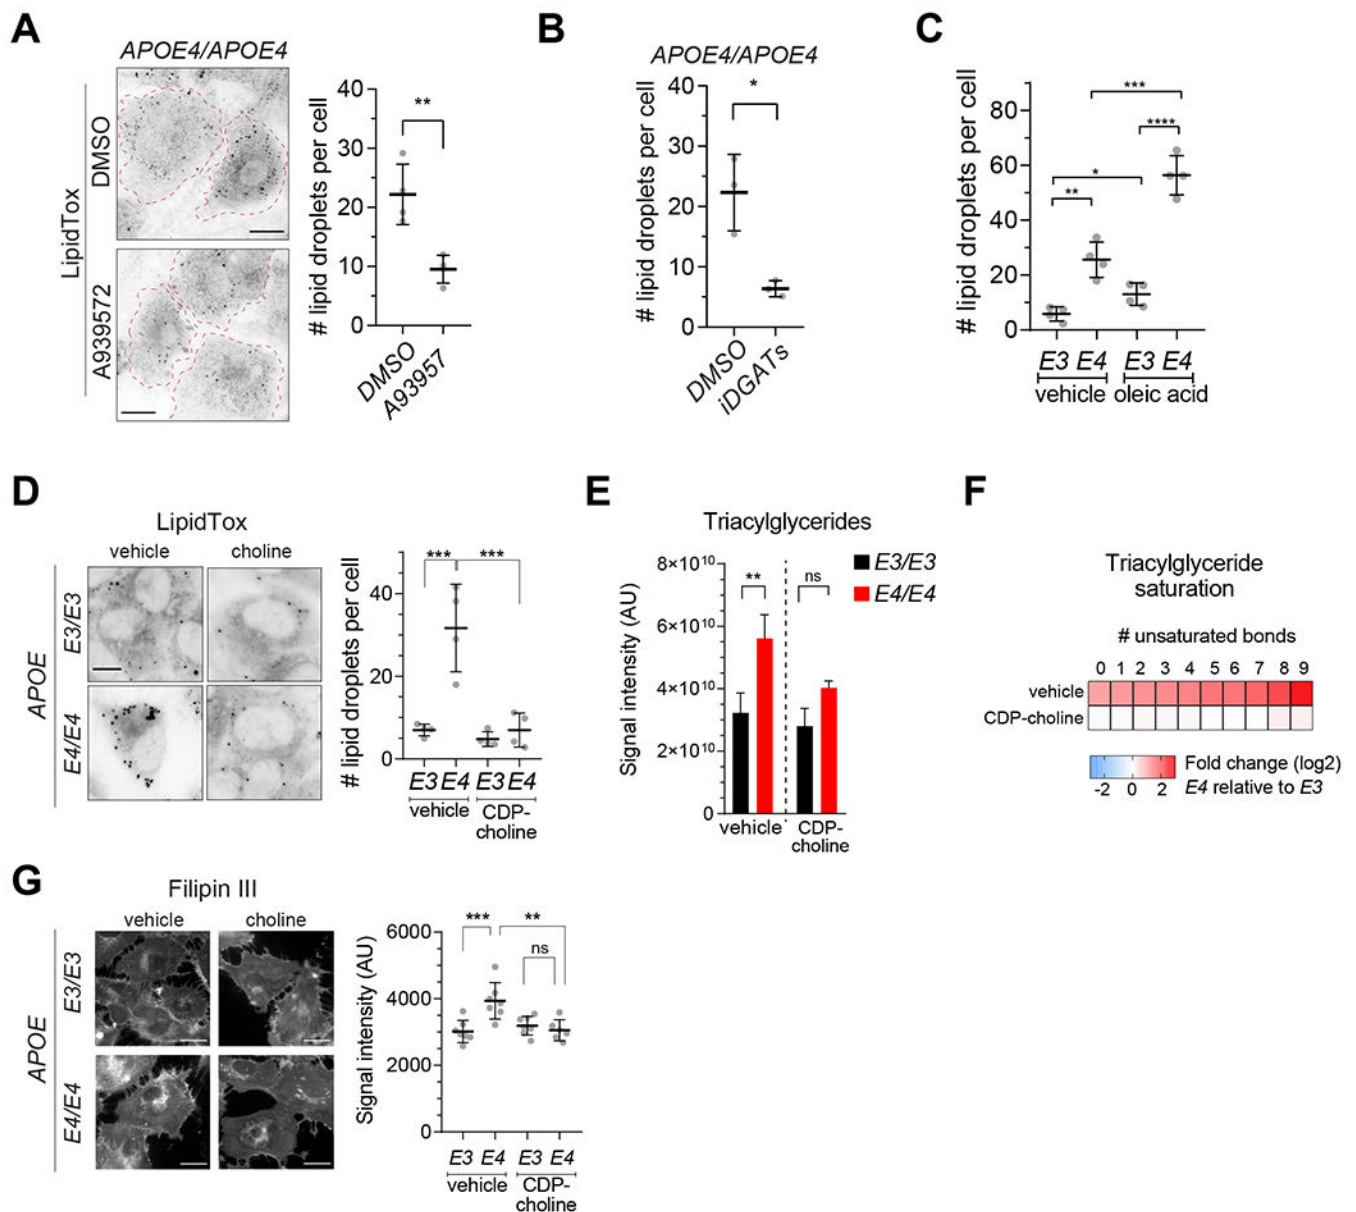 A
APOE4/APOE4
LipidTox
DMSO
A939572
# lipid droplets per cell
40
30
20
10
0
**
DMSO
A93957
B
APOE4/APOE4
# lipid droplets per cell
40
30
20
10
0
*
DMSO
iDGATs
C
# lipid droplets per cell
80
60
40
20
0
***
****
*
**
E3 E4 E3 E4
vehicle oleic acid
D
LipidTox
vehicle choline
APOE
E3/E3
E4/E4
# lipid droplets per cell
40
20
0
*** ***
E3 E4 E3 E4
vehicle CDP-
choline
E
Triacylglycerides
Signal intensity (AU)
8×10¹⁰
6×10¹⁰
4×10¹⁰
2×10¹⁰
0
** ns
E3/E3
E4/E4
vehicle CDP-
choline
F
Triacylglyceride
saturation
# unsaturated bonds
0 1 2 3 4 5 6 7 8 9
vehicle
CDP-choline
-2 0 2
Fold change (log2)
E4 relative to E3
G
Filipin III
vehicle choline
APOE
E3/E3
E4/E4
Signal intensity (AU)
6000
4000
2000
0
*** **
ns
E3 E4 E3 E4
vehicle CDP-
choline